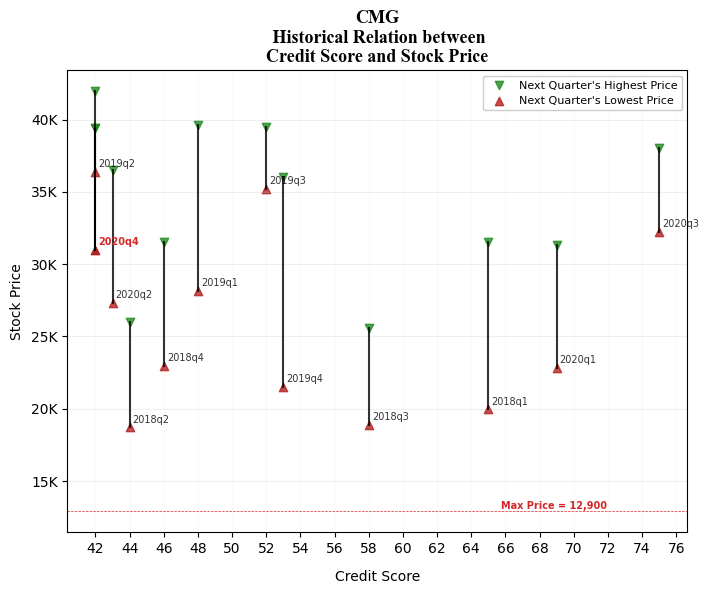 CMG
Historical Relation between
Credit Score and Stock Price
Next Quarter's Highest Price
Next Quarter's Lowest Price
Stock Price
40K
35K
30K
25K
20K
15K
2019q2
2019q3
2020q3
2020q4
2020q2
2019q1
2018q4
2020q1
2019q4
2018q1
2018q2
2018q3
Max Price = 12,900
42 44 46 48 50 52 54 56 58 60 62 64 66 68 70 72 74 76
Credit Score